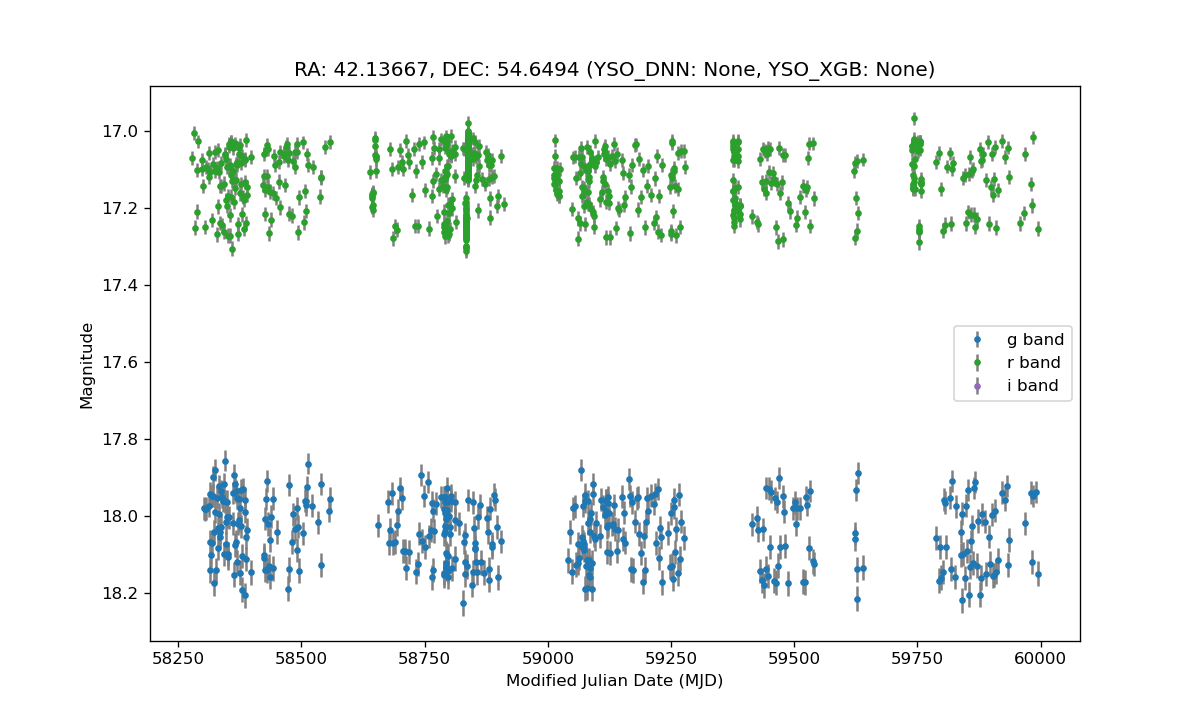 RA: 42.13667, DEC: 54.6494 (YSO_DNN: None, YSO_XGB: None)
17.0
17.2
17.4
17.6
17.8
18.0
18.2
Magnitude
g band
r band
i band
58250 58500 58750 59000 59250 59500 59750 60000
Modified Julian Date (MJD)